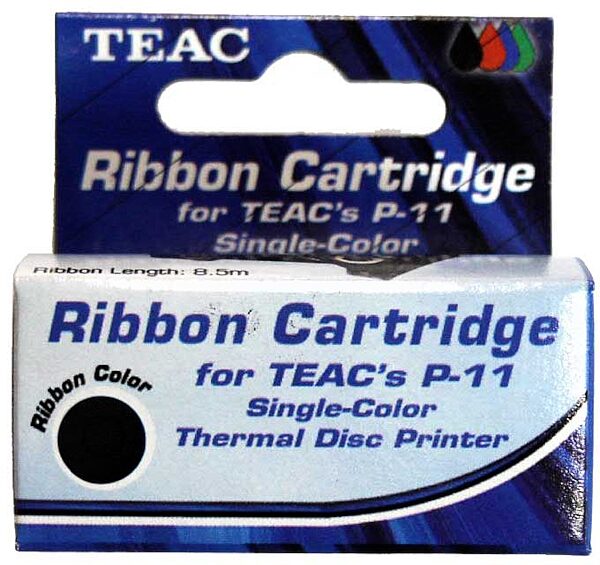 TEAC
Ribbon Cartridge
for TEAC's P-11
Single-Color
Ribbon Length: 8.5m
Ribbon Cartridge
for TEAC's P-11
Single-Color
Thermal Disc Printer
Ribbon Color